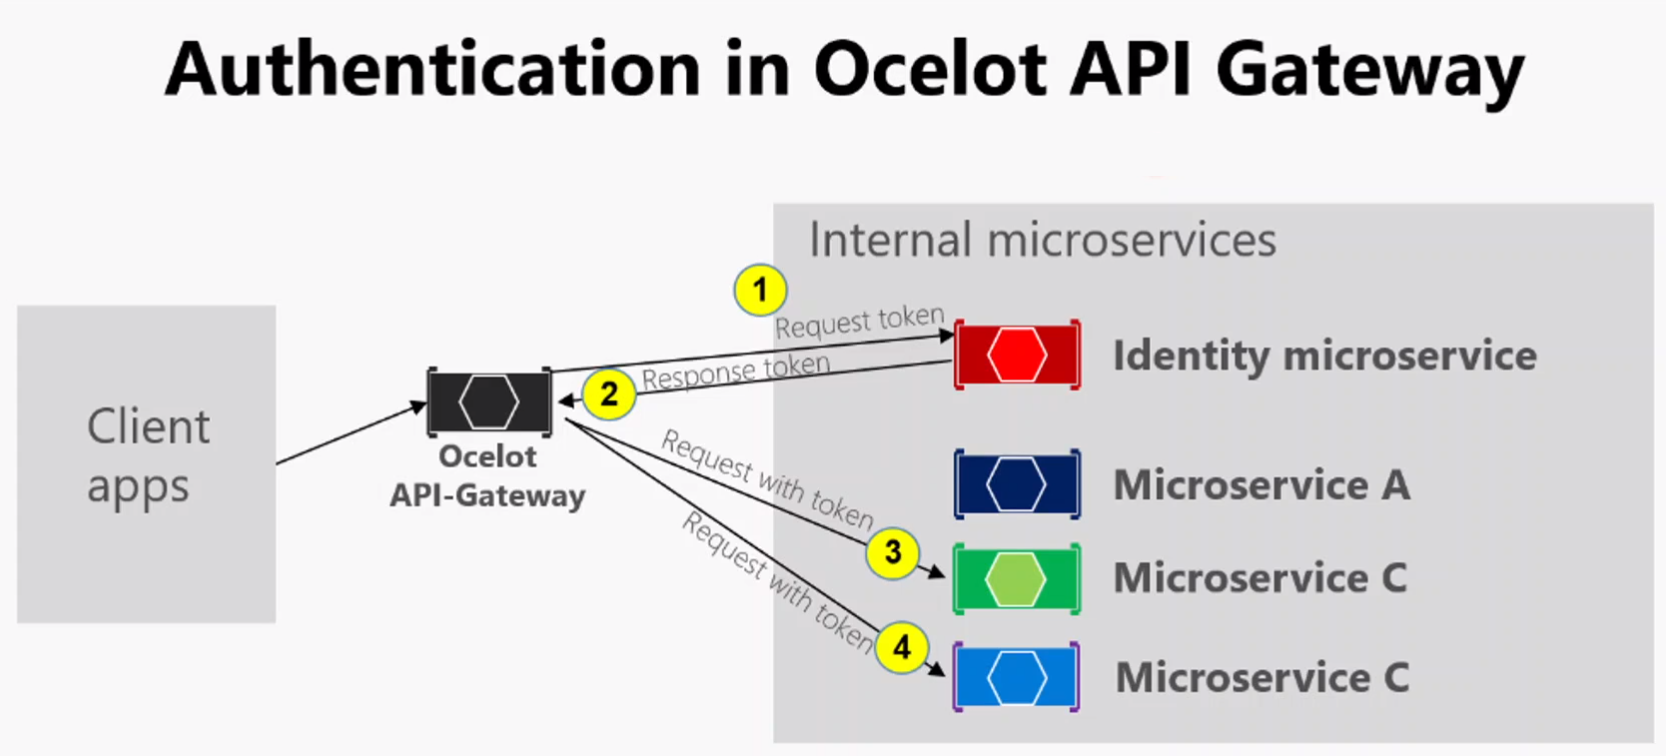 Authentication in Ocelot API Gateway
Internal microservices
1
Request token
Identity microservice
2
Response token
Client
apps
Ocelot
API-Gateway
Request with token
Microservice A
3
Microservice C
Request with token
4
Microservice C